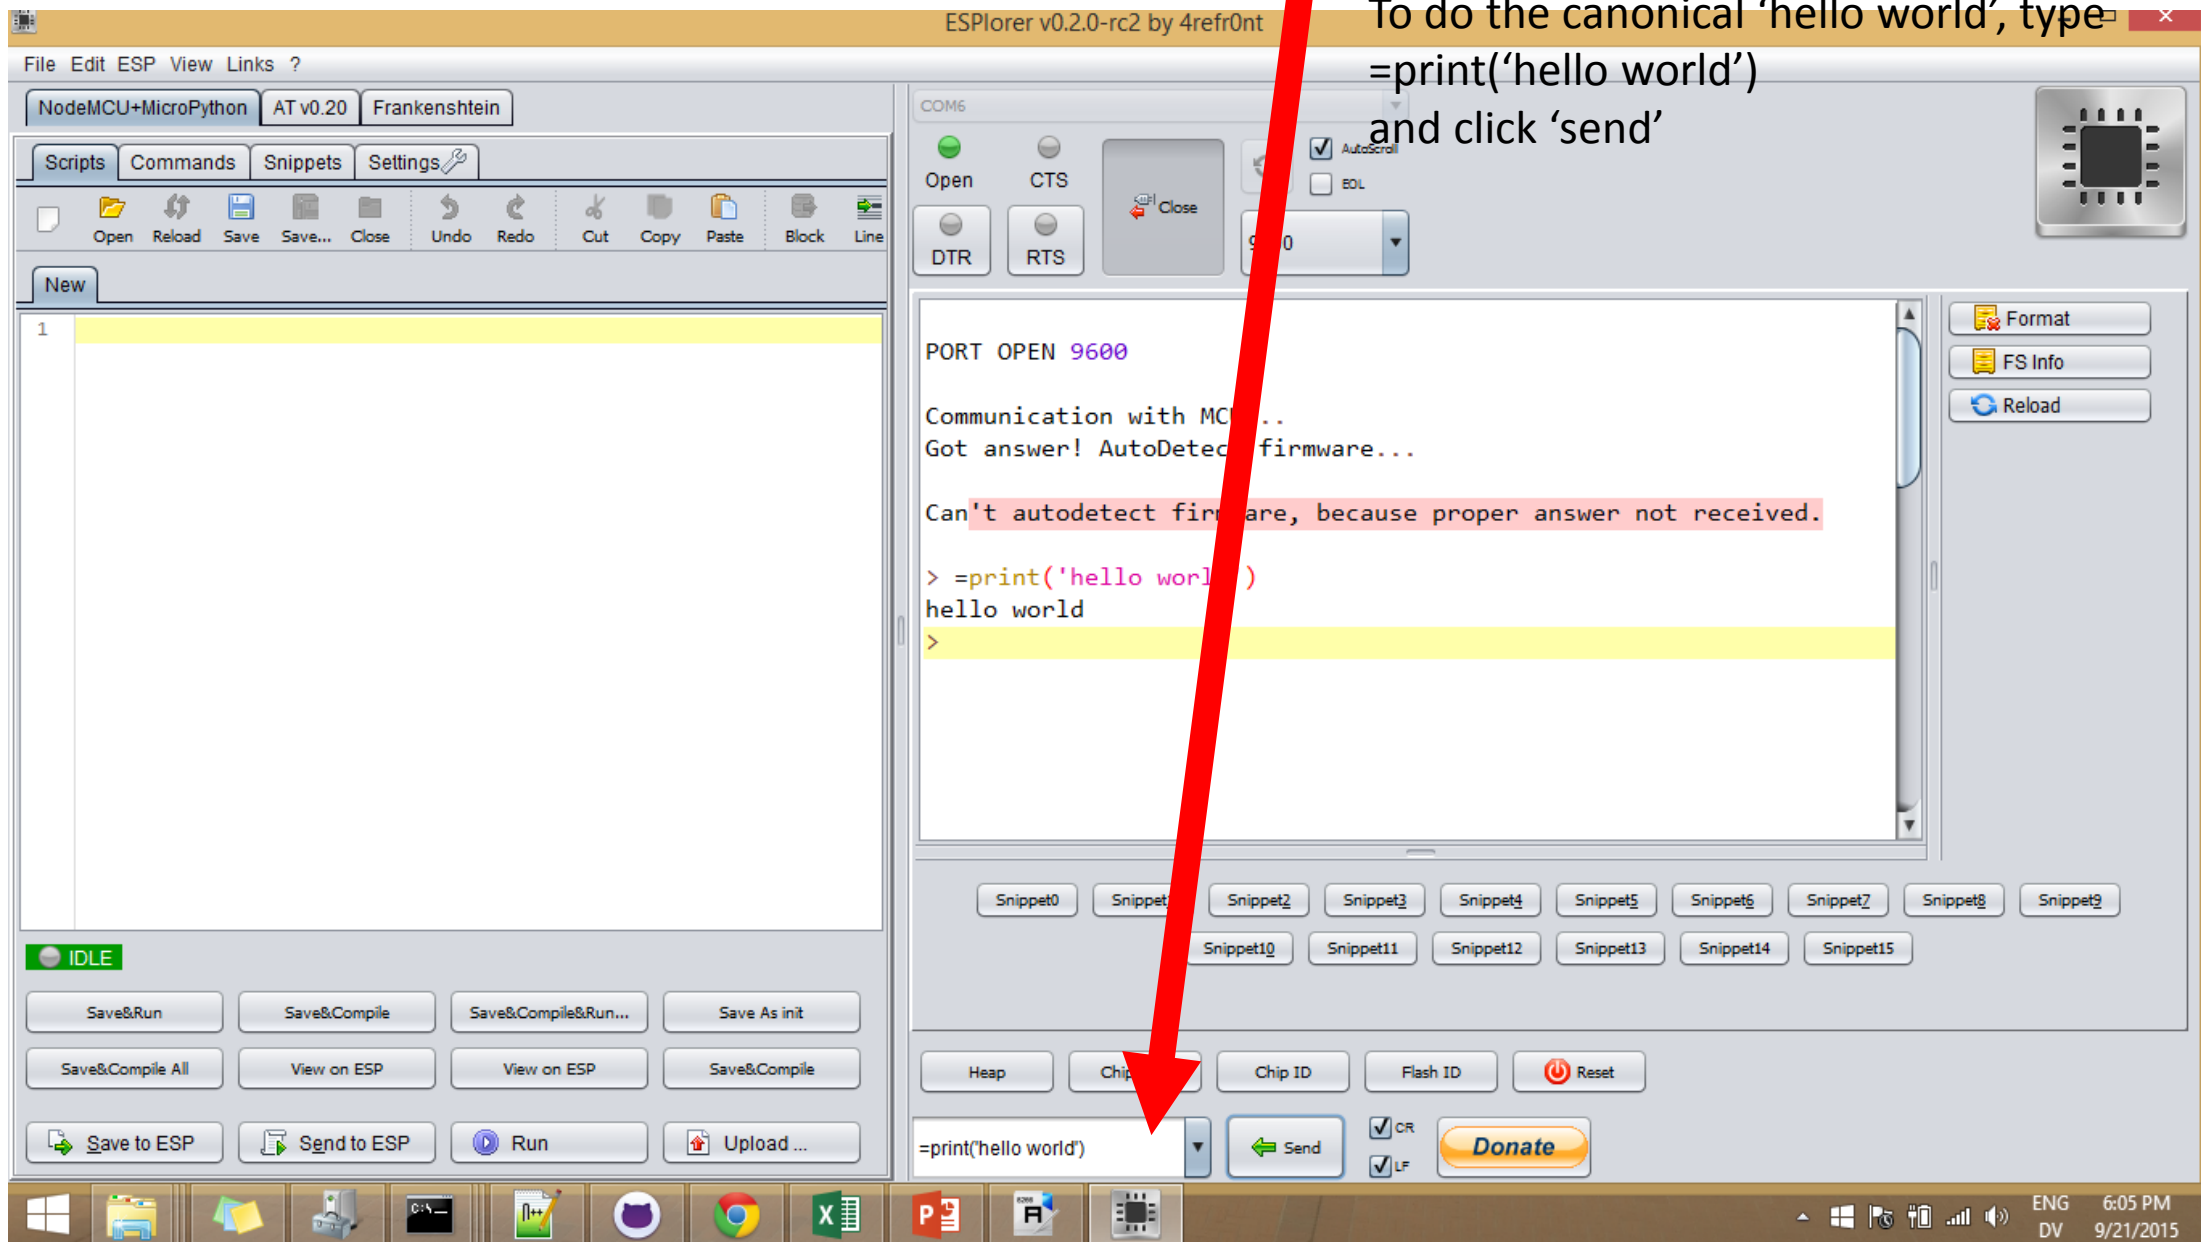 ESPlorer v0.2.0-rc2 by 4refr0nt
To do the canonical ‘hello world’, type
=print(‘hello world’)
and click ‘send’
File Edit ESP View Links ?
NodeMCU+MicroPython AT v0.20 Frankenshtein
Scripts Commands Snippets Settings
Open Reload Save Save... Close Undo Redo Cut Copy Paste Block Line
New
1
IDLE
Save&Run Save&Compile Save&Compile&Run... Save As init
Save&Compile All View on ESP View on ESP Save&Compile
Save to ESP Send to ESP Run Upload ...
COM6
Open CTS Close AutoScroll
EOL
DTR RTS
PORT OPEN 9600
Communication with
Got answer! firmware...
Can't autodetect because proper answer not received.
> =print('hello
hello world
>
Format
FS Info
Reload
Snippet0 Snippet2 Snippet3 Snippet4 Snippet5 Snippet6 Snippet7 Snippet8 Snippet9
Snippet10 Snippet11 Snippet12 Snippet13 Snippet14 Snippet15
Heap Chip ID Flash ID Reset
=print('hello world') Send CR
LF
Donate
ENG 6:05 PM
DV 9/21/2015